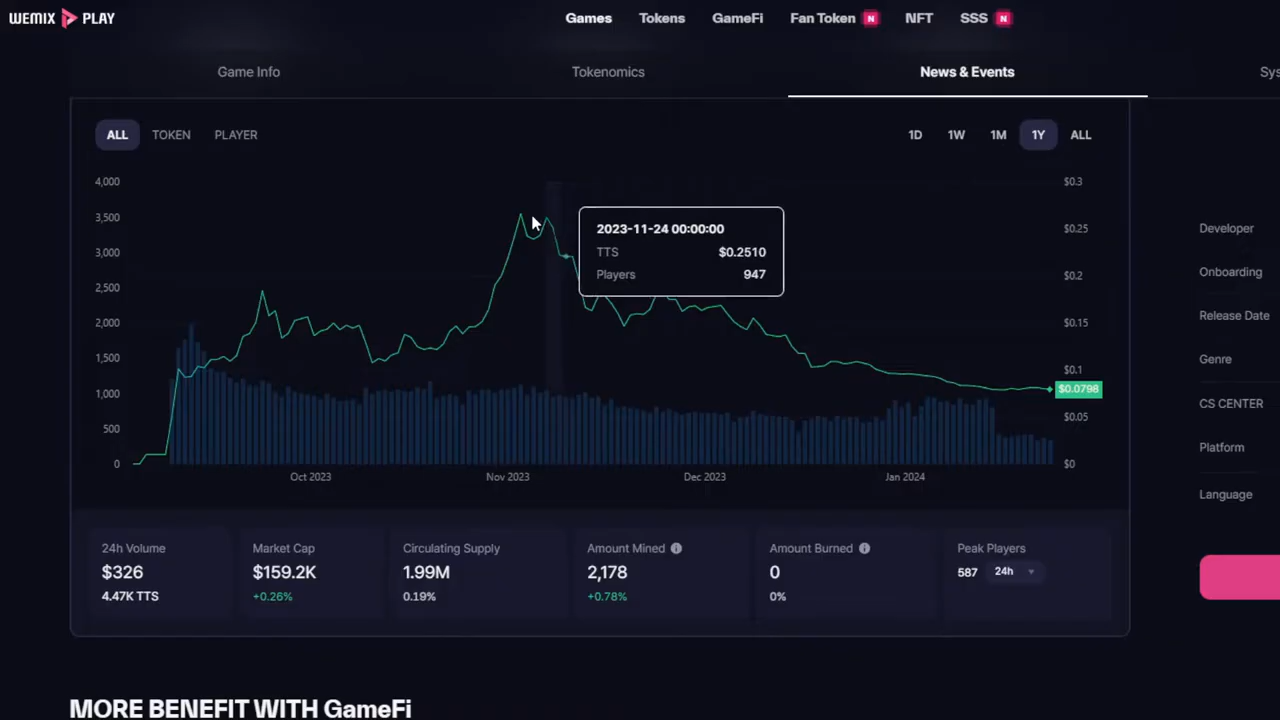 WEMIX PLAY
Games Tokens GameFi Fan Token N NFT SSS N
Game Info Tokenomics News & Events Sys
ALL TOKEN PLAYER 1D 1W 1M 1Y ALL
4,000 $0.3
3,500 $0.25
3,000 $0.2
2,500 $0.15
2,000 $0.1
1,500 $0.05
1,000 $0
500
0
2023-11-24 00:00:00
TTS $0.2510
Players 947
$0.0798
Oct 2023 Nov 2023 Dec 2023 Jan 2024
24h Volume
$326
4.47K TTS
Market Cap
$159.2K
+0.26%
Circulating Supply
1.99M
0.19%
Amount Mined
2,178
+0.78%
Amount Burned
0
0%
Peak Players
587 24h
Developer
Onboarding
Release Date
Genre
CS CENTER
Platform
Language
MORE BENEFIT WITH GameFi